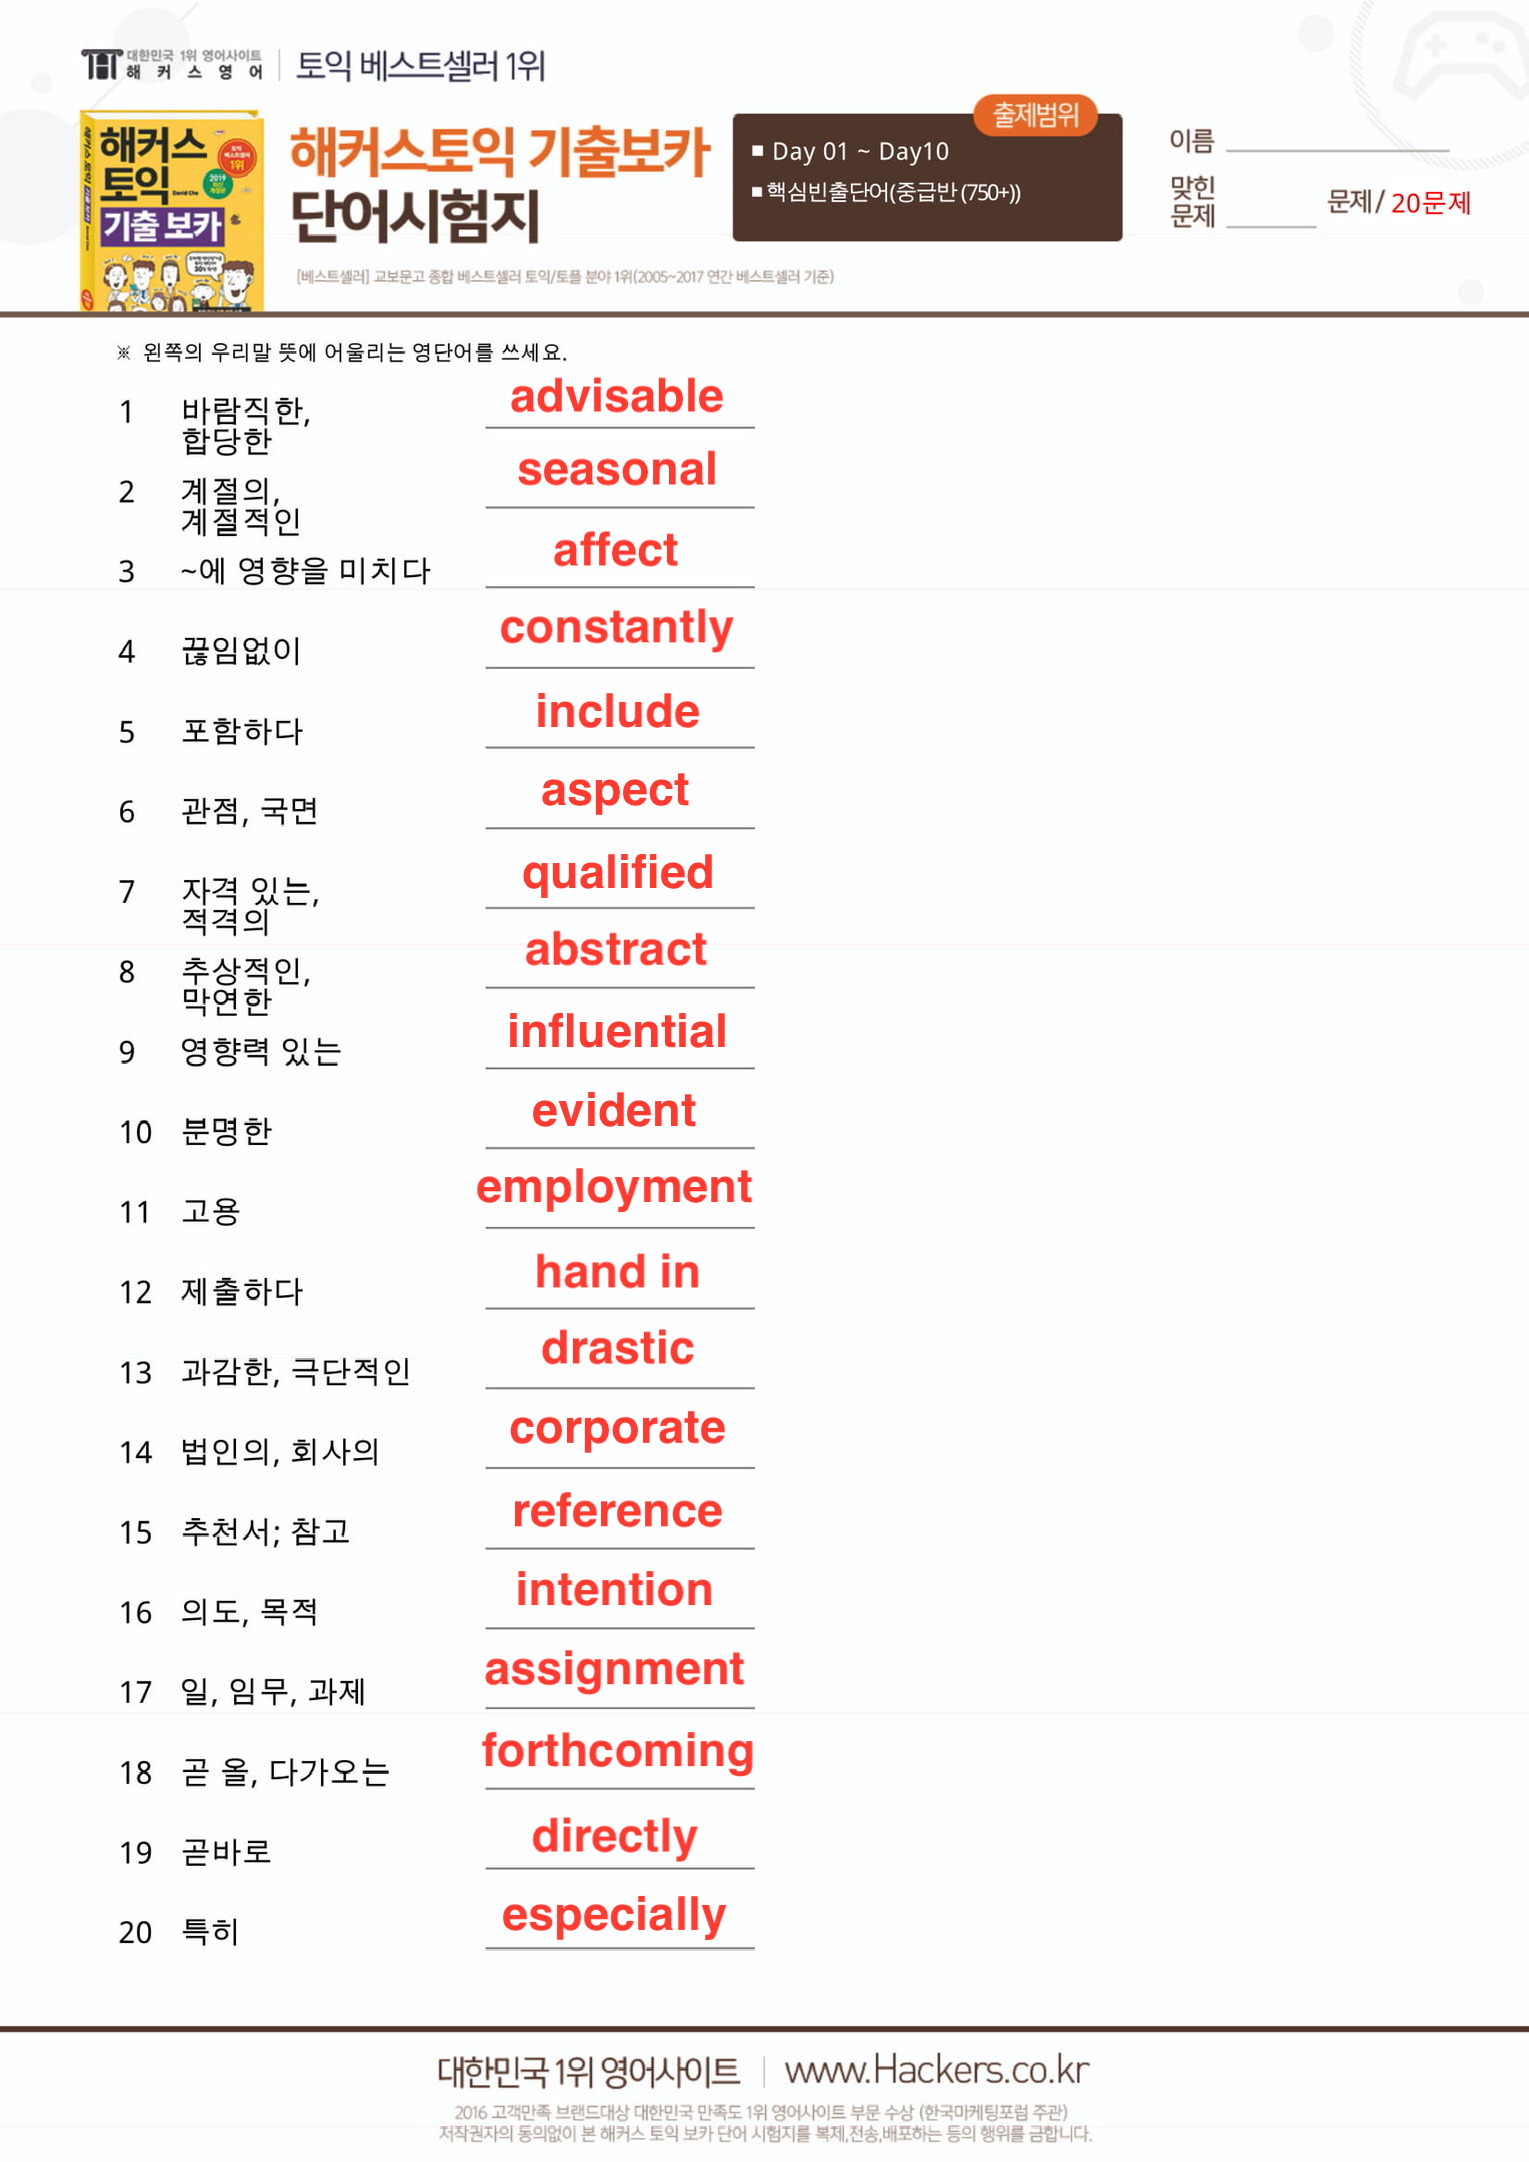 대한민국 1위 영어사이트
해커스영어
토익 베스트셀러 1위
해커스
토익
David Cho
기출 보카
토익
베스트셀러
1위
2019
해커스토익 기출보카
단어시험지
[베스트셀러] 교보문고 종합 베스트셀러 토익/토플 분야 1위(2005~2017 연간 베스트셀러 기준)
출제범위
■ Day 01 ~ Day10
■ 핵심빈출단어(중급반 (750+))
이름
맞힌
문제 문제/ 20문제
※ 왼쪽의 우리말 뜻에 어울리는 영단어를 쓰세요.
1 바람직한,
합당한
advisable
2 계절의,
계절적인
seasonal
3 ~에 영향을 미치다 affect
4 끊임없이 constantly
5 포함하다 include
6 관점, 국면 aspect
7 자격 있는,
적격의
qualified
8 추상적인,
막연한
abstract
9 영향력 있는 influential
10 분명한 evident
11 고용 employment
12 제출하다 hand in
13 과감한, 극단적인 drastic
14 법인의, 회사의 corporate
15 추천서; 참고 reference
16 의도, 목적 intention
17 일, 임무, 과제 assignment
18 곧 올, 다가오는 forthcoming
19 곧바로 directly
20 특히 especially
대한민국 1위 영어사이트 | www.Hackers.co.kr
2016 고객만족 브랜드대상 대한민국 만족도 1위 영어사이트 부문 수상 (한국마케팅포럼 주관)
저작권자의 동의없이 본 해커스 토익 보카 단어 시험지를 복제,전송,배포하는 등의 행위를 금합니다.